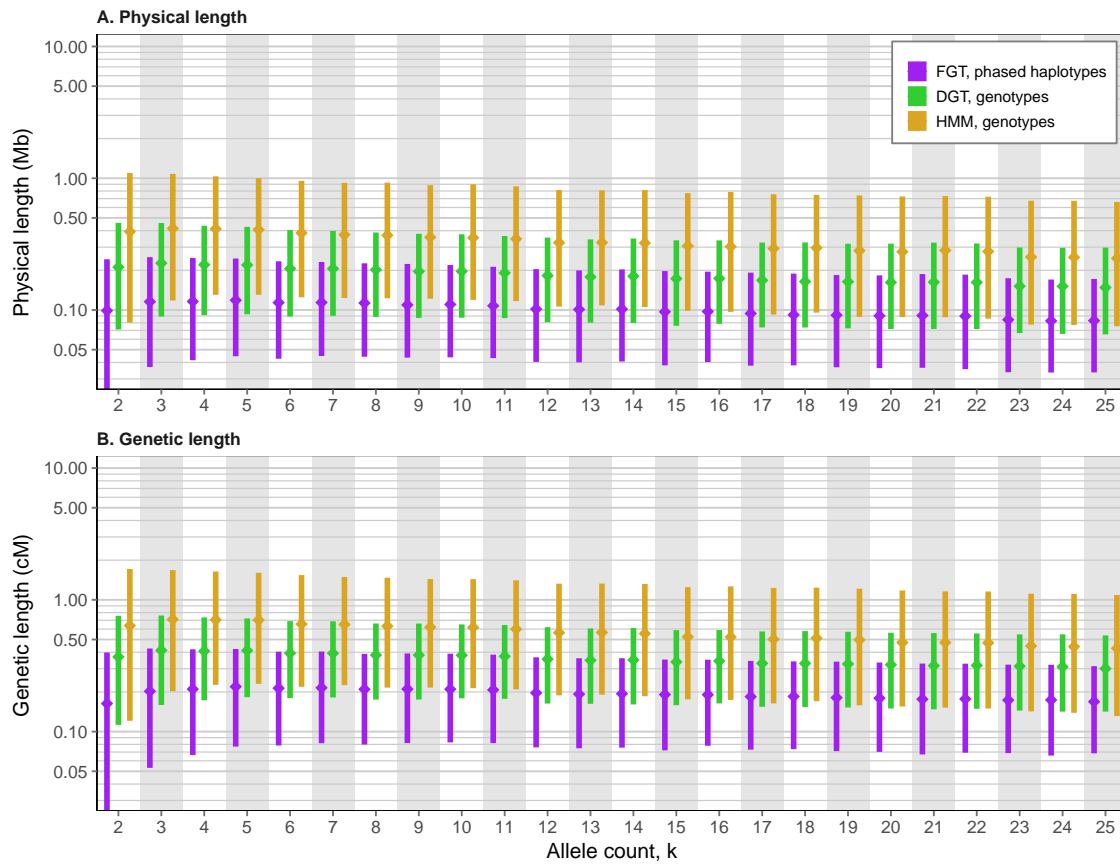 A. Physical length
10.00
5.00
1.00
0.50
0.10
0.05
Physical length (Mb)
FGT, phased haplotypes
DGT, genotypes
HMM, genotypes
2 3 4 5 6 7 8 9 10 11 12 13 14 15 16 17 18 19 20 21 22 23 24 25
B. Genetic length
10.00
5.00
1.00
0.50
0.10
0.05
Genetic length (cM)
2 3 4 5 6 7 8 9 10 11 12 13 14 15 16 17 18 19 20 21 22 23 24 25
Allele count, k